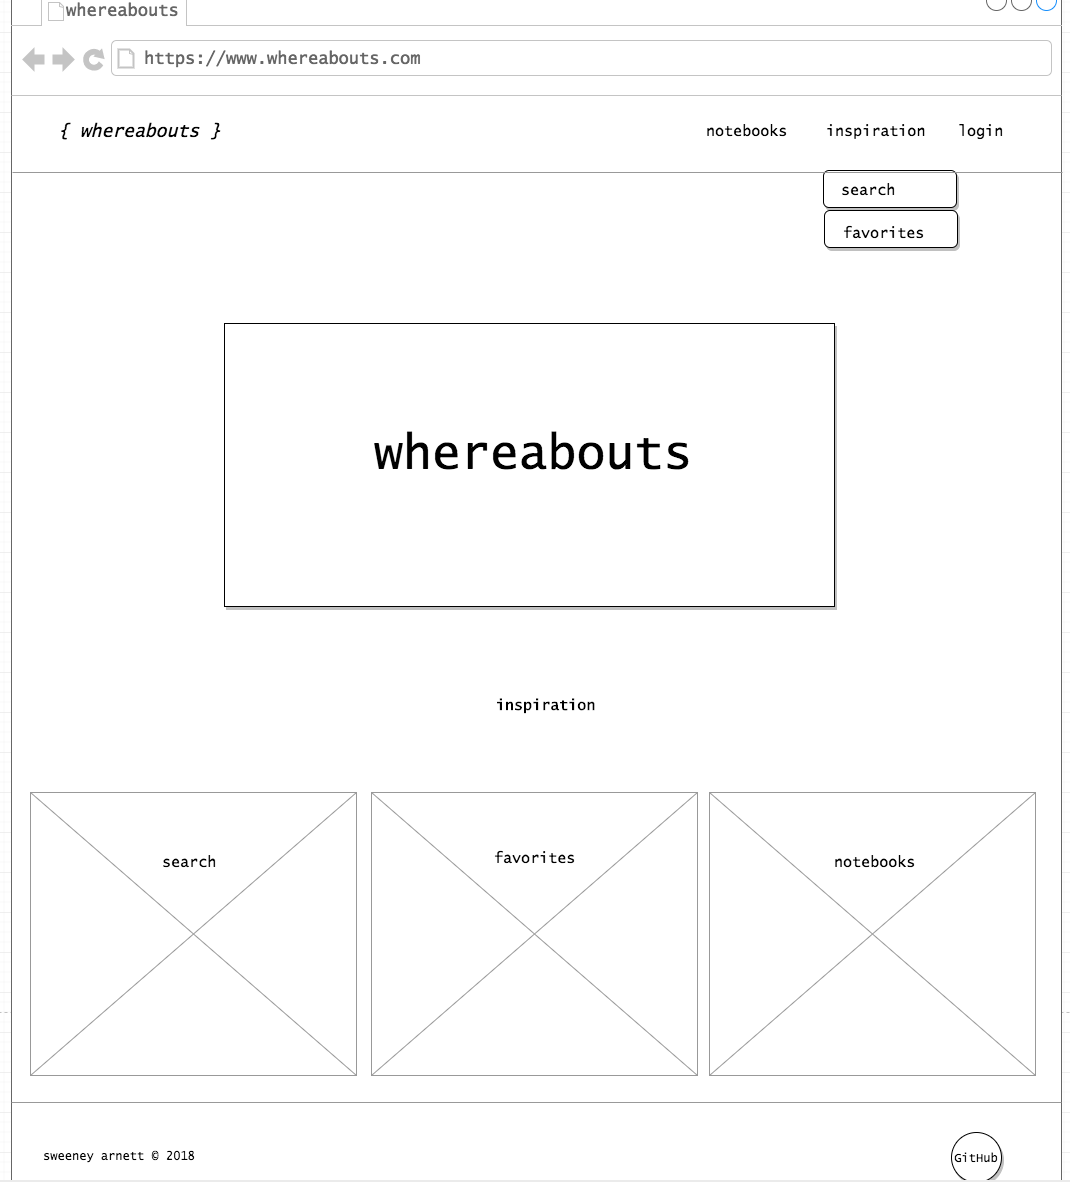 whereabouts
https://www.whereabouts.com
{ whereabouts }
notebooks inspiration login
search
favorites
whereabouts
inspiration
search
favorites
notebooks
sweeney arnett © 2018
GitHub